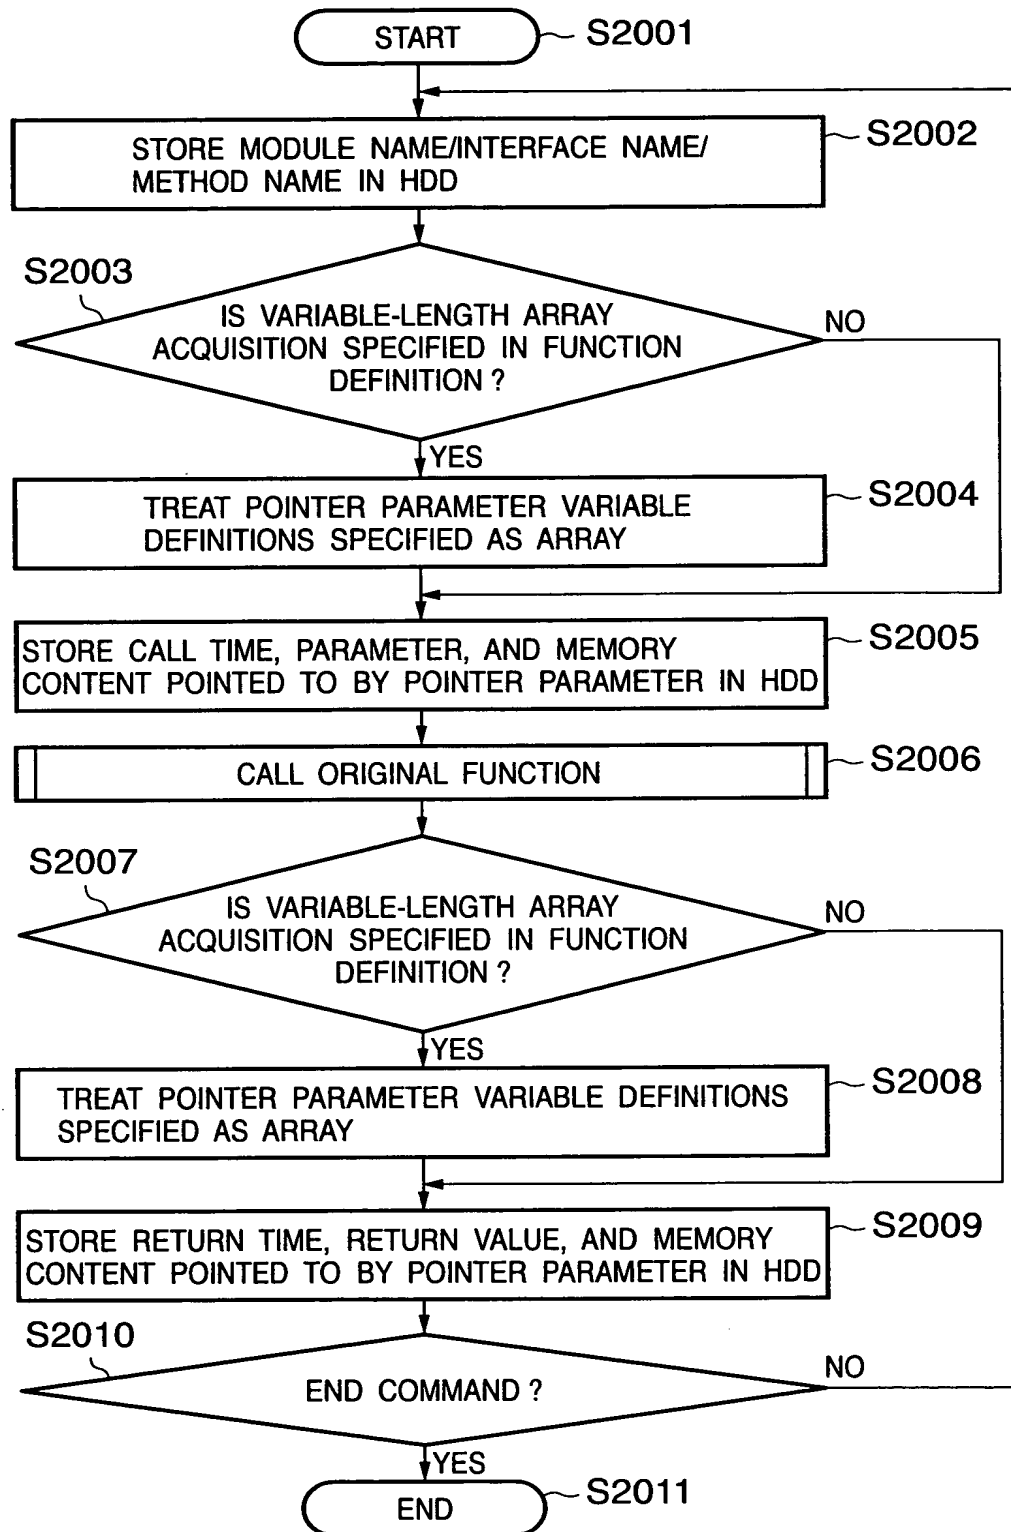 START
S2001
STORE MODULE NAME/INTERFACE NAME/
METHOD NAME IN HDD
S2002
S2003
IS VARIABLE-LENGTH ARRAY
ACQUISITION SPECIFIED IN FUNCTION
DEFINITION ?
NO
YES
TREAT POINTER PARAMETER VARIABLE
DEFINITIONS SPECIFIED AS ARRAY
S2004
STORE CALL TIME, PARAMETER, AND MEMORY
CONTENT POINTED TO BY POINTER PARAMETER IN HDD
S2005
CALL ORIGINAL FUNCTION
S2006
S2007
IS VARIABLE-LENGTH ARRAY
ACQUISITION SPECIFIED IN FUNCTION
DEFINITION ?
NO
YES
TREAT POINTER PARAMETER VARIABLE DEFINITIONS
SPECIFIED AS ARRAY
S2008
STORE RETURN TIME, RETURN VALUE, AND MEMORY
CONTENT POINTED TO BY POINTER PARAMETER IN HDD
S2009
S2010
END COMMAND ?
NO
YES
END
S2011